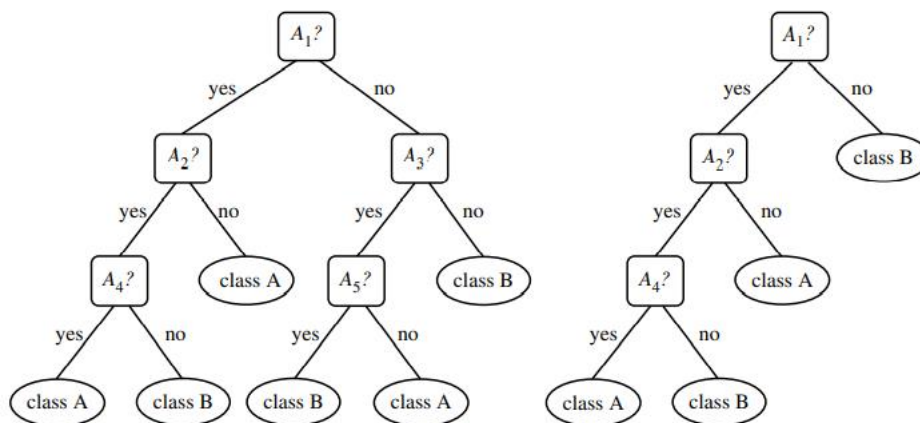 A₁? A₁?
yes no yes no
A₂? A₃? A₂? class B
yes no yes no yes no
A₄? class A A₅? class B A₄? class A
yes no yes no yes no
class A class B class B class A class A class B